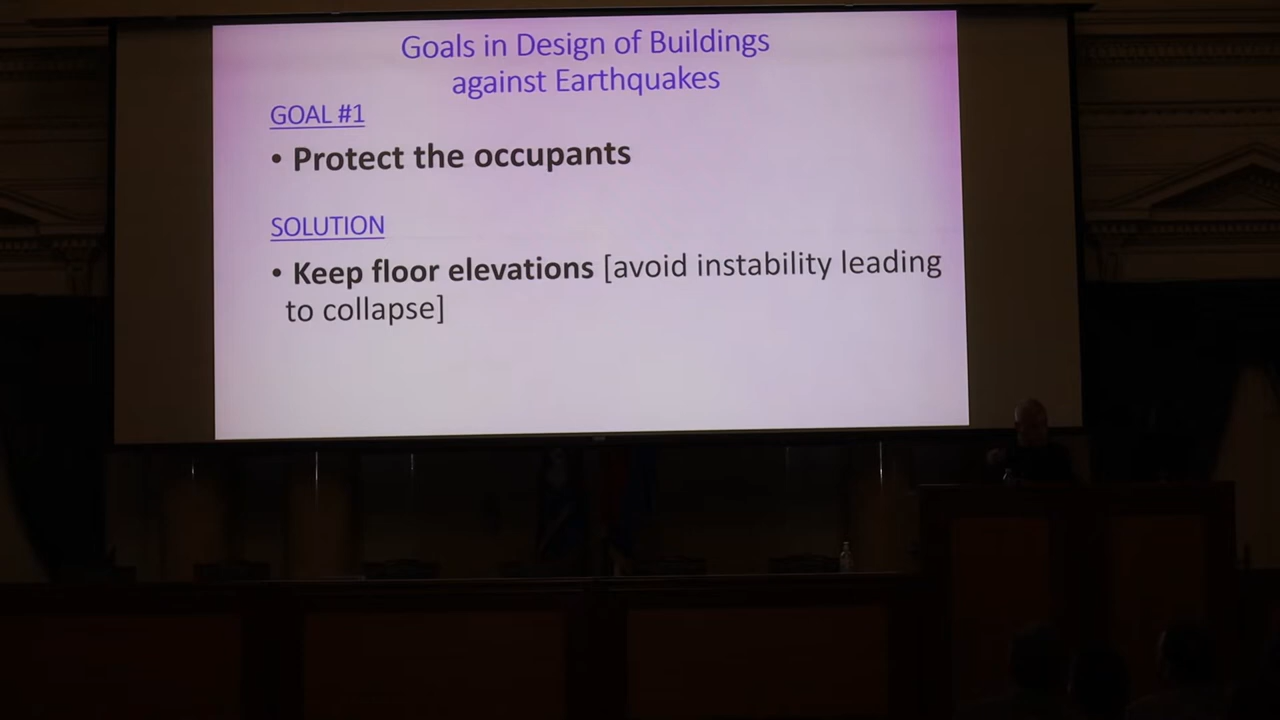 Goals in Design of Buildings
against Earthquakes
GOAL #1
• Protect the occupants
SOLUTION
• Keep floor elevations [avoid instability leading
to collapse]